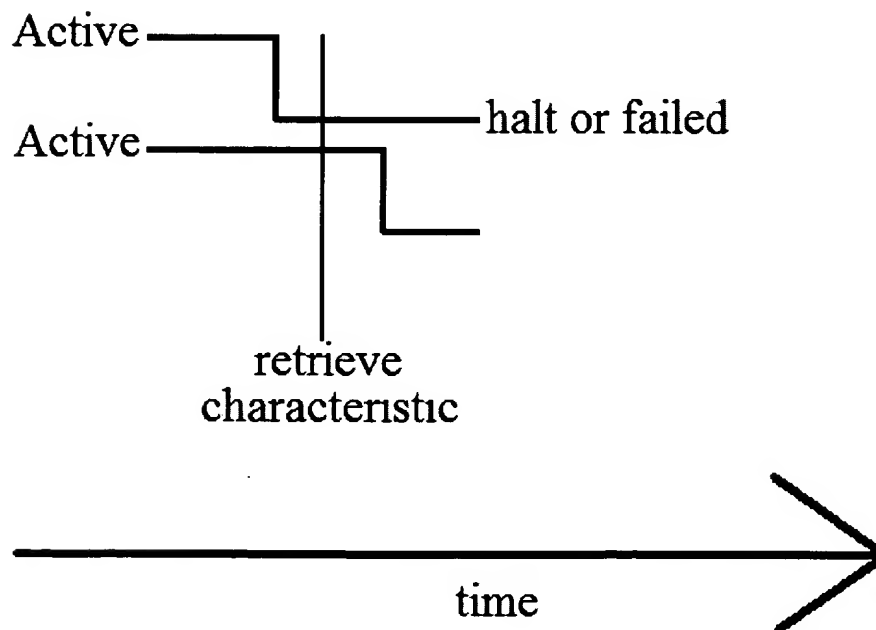 Active
halt or failed
Active
retrieve
characteristic
time